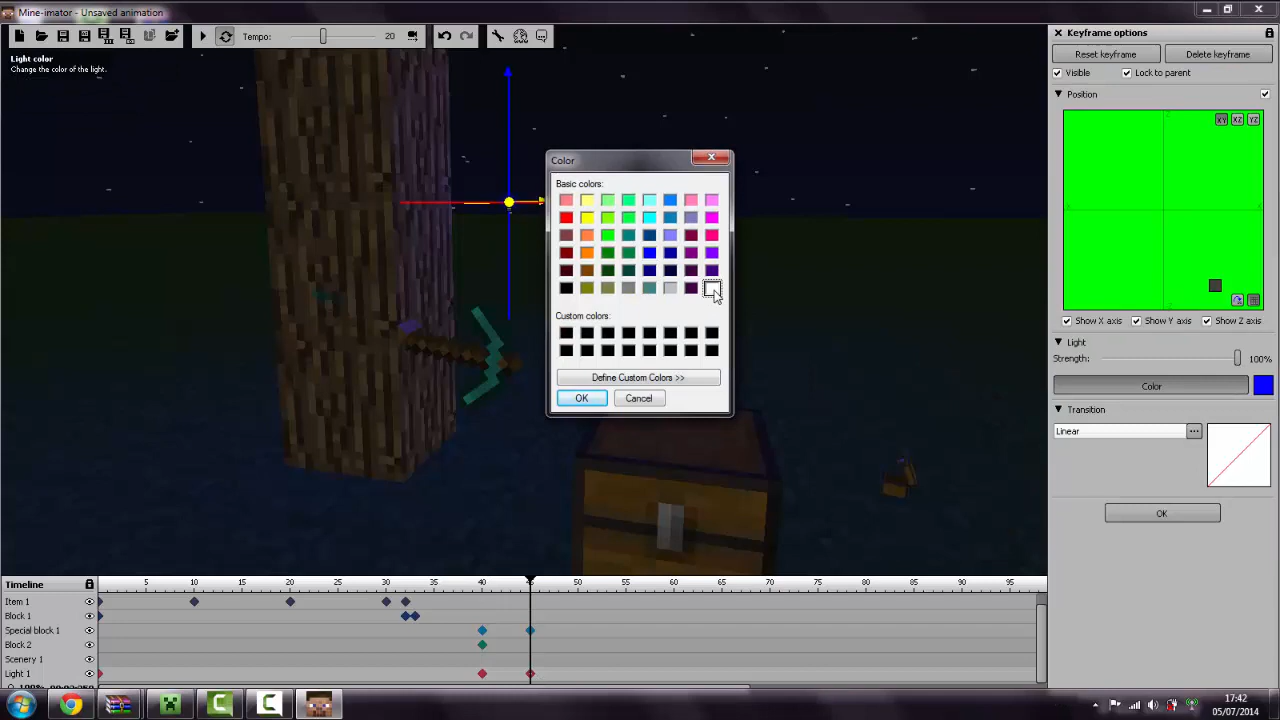 Mine-imator - Unsaved animation
Tempo: 20
Light color
Change the color of the light.
Color
Basic colors:
Custom colors:
Define Custom Colors >>
OK Cancel
Keyframe options
Reset keyframe Delete keyframe
Visible Lock to parent
Position
XY XZ YZ
Show X axis Show Y axis Show Z axis
Light
Strength: 100%
Color
Transition
Linear
OK
Timeline 5 10 15 20 25 30 35 40 50 55 60 65 70 75 80 85 90 95
Item 1
Block 1
Special block 1
Block 2
Scenery 1
Light 1
17:42
05/07/2014